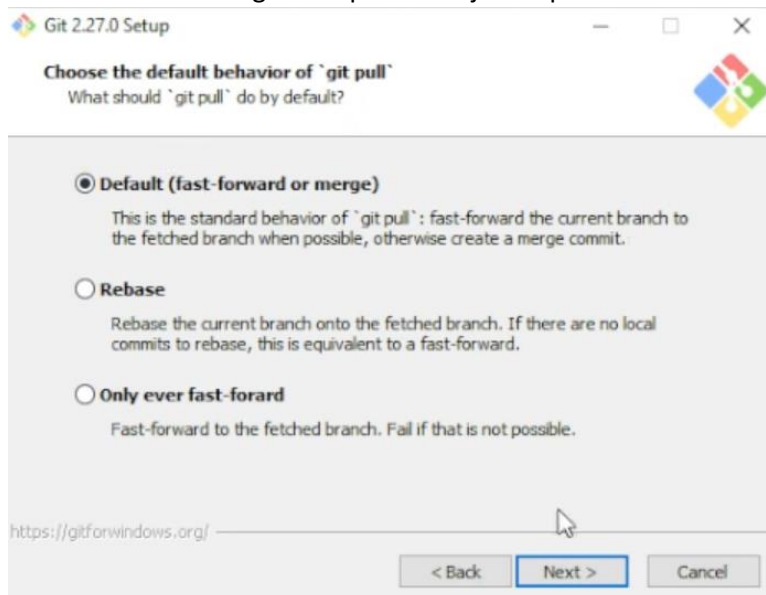 Git 2.27.0 Setup
Choose the default behavior of `git pull`
What should `git pull` do by default?
Default (fast-forward or merge)
This is the standard behavior of `git pull`: fast-forward the current branch to
the fetched branch when possible, otherwise create a merge commit.
Rebase
Rebase the current branch onto the fetched branch. If there are no local
commits to rebase, this is equivalent to a fast-forward.
Only ever fast-forard
Fast-forward to the fetched branch. Fail if that is not possible.
https://gitforwindows.org/
< Back Next > Cancel